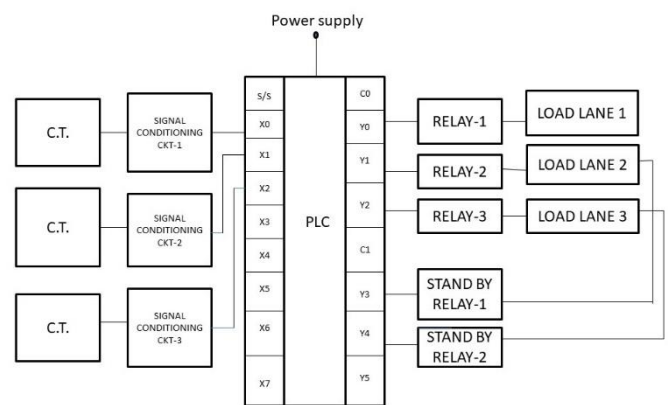 Power supply
C.T.
SIGNAL
CONDITIONING
CKT-1
C.T.
SIGNAL
CONDITIONING
CKT-2
C.T.
SIGNAL
CONDITIONING
CKT-3
s/s
X0
X1
X2
X3
X4
X5
X6
X7
PLC
C0
Y0
Y1
Y2
C1
Y3
Y4
Y5
RELAY-1
LOAD LANE 1
RELAY-2
LOAD LANE 2
RELAY-3
LOAD LANE 3
STAND BY
RELAY-1
STAND BY
RELAY-2